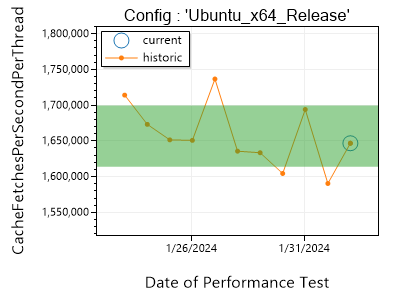 Config : 'Ubuntu_x64_Release'
CacheFetchesPerSecondPerThread
1,800,000
1,750,000
1,700,000
1,650,000
1,600,000
1,550,000
current
historic
1/26/2024
1/31/2024
Date of Performance Test